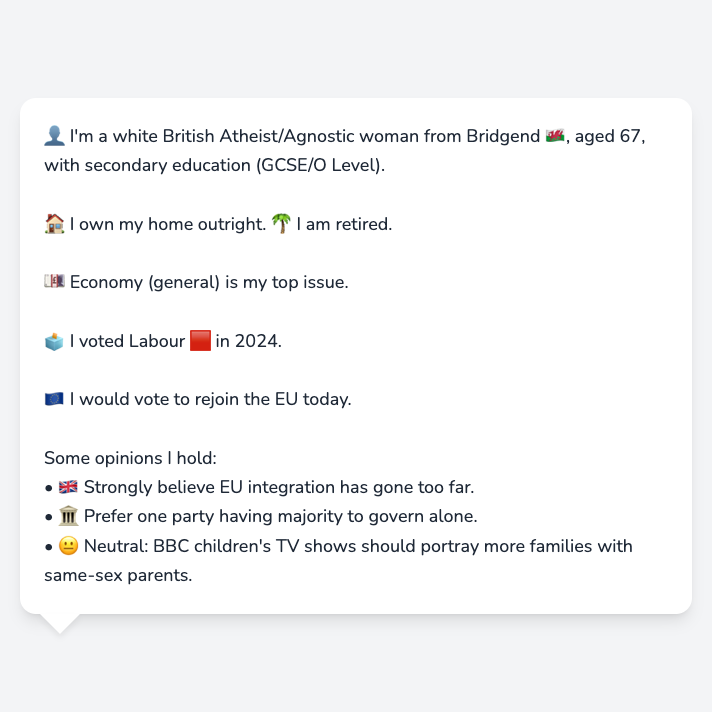 👤 I'm a white British Atheist/Agnostic woman from Bridgend 🏴󠁧󠁢󠁷󠁬󠁳󠁿, aged 67,
with secondary education (GCSE/O Level).
🏠 I own my home outright. 🌴 I am retired.
💷 Economy (general) is my top issue.
🗳️ I voted Labour 🟥 in 2024.
🇪🇺 I would vote to rejoin the EU today.
Some opinions I hold:
• 🇬🇧 Strongly believe EU integration has gone too far.
• 🏛️ Prefer one party having majority to govern alone.
• 😐 Neutral: BBC children's TV shows should portray more families with
same-sex parents.